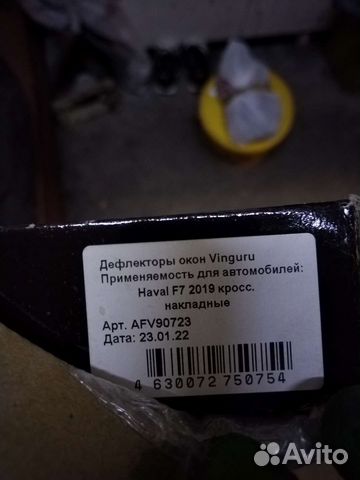 Дефлекторы окон Vinguru
Применяемость для автомобилей:
Haval F7 2019 кросс.
накладные
Арт. AFV90723
Дата: 23.01.22
4 630072 750754
Avito